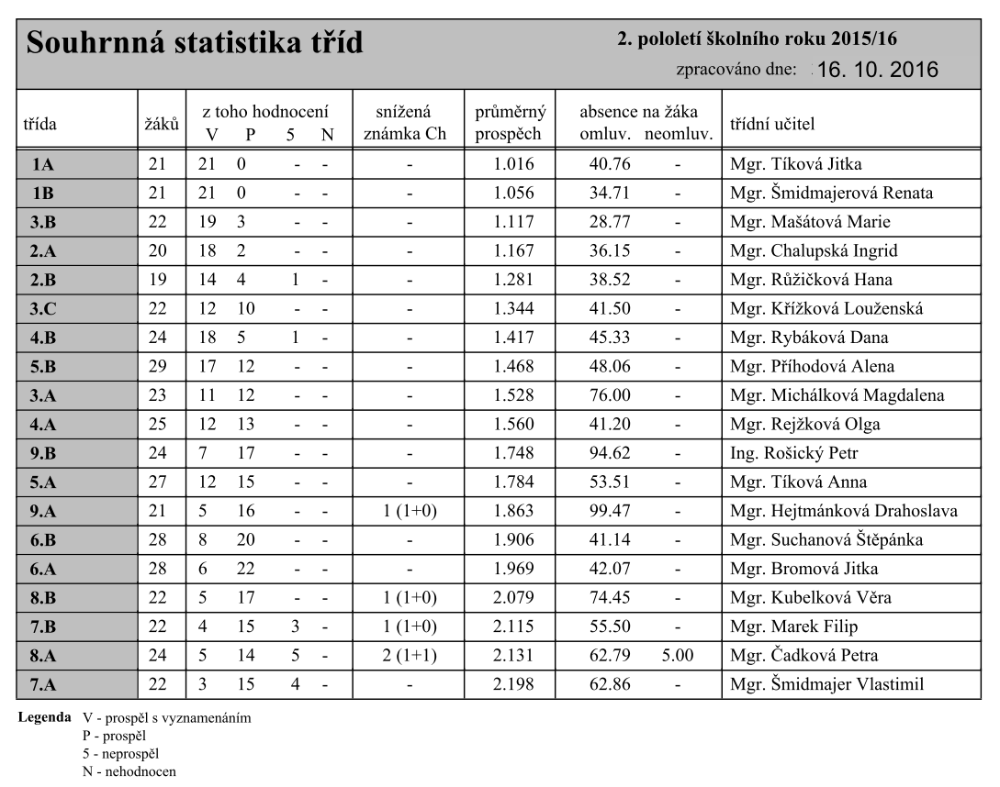 Souhrnná statistika tříd
2. pololetí školního roku 2015/16
zpracováno dne: 16. 10. 2016
třída žáků z toho hodnocení snížená průměrný absence na žáka třídní učitel
V P 5 N známka Ch prospěch omluv. neomluv.
1A 21 21 0 - - - 1.016 40.76 - Mgr. Tíková Jitka
1B 21 21 0 - - - 1.056 34.71 - Mgr. Šmidmajerová Renata
3.B 22 19 3 - - - 1.117 28.77 - Mgr. Mašátová Marie
2.A 20 18 2 - - - 1.167 36.15 - Mgr. Chalupská Ingrid
2.B 19 14 4 1 - - 1.281 38.52 - Mgr. Růžičková Hana
3.C 22 12 10 - - - 1.344 41.50 - Mgr. Křížková Louženská
4.B 24 18 5 1 - - 1.417 45.33 - Mgr. Rybáková Dana
5.B 29 17 12 - - - 1.468 48.06 - Mgr. Příhodová Alena
3.A 23 11 12 - - - 1.528 76.00 - Mgr. Michálková Magdalena
4.A 25 12 13 - - - 1.560 41.20 - Mgr. Rejžková Olga
9.B 24 7 17 - - - 1.748 94.62 - Ing. Rošický Petr
5.A 27 12 15 - - - 1.784 53.51 - Mgr. Tíková Anna
9.A 21 5 16 - - 1 (1+0) 1.863 99.47 - Mgr. Hejtmánková Drahoslava
6.B 28 8 20 - - - 1.906 41.14 - Mgr. Suchanová Štěpánka
6.A 28 6 22 - - - 1.969 42.07 - Mgr. Bromová Jitka
8.B 22 5 17 - - 1 (1+0) 2.079 74.45 - Mgr. Kubelková Věra
7.B 22 4 15 3 - 1 (1+0) 2.115 55.50 - Mgr. Marek Filip
8.A 24 5 14 5 - 2 (1+1) 2.131 62.79 5.00 Mgr. Čadková Petra
7.A 22 3 15 4 - - 2.198 62.86 - Mgr. Šmidmajer Vlastimil
Legenda V - prospěl s vyznamenáním
P - prospěl
5 - neprospěl
N - nehodnocen